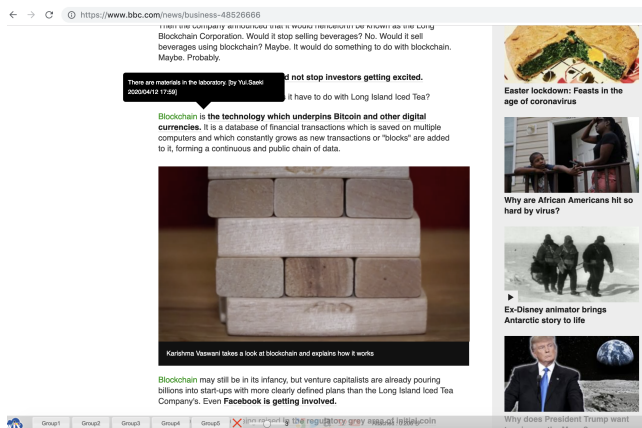 https://www.bbc.com/news/business-48526666
Then the company announced that it would henceforth be known as the Long
Blockchain Corporation. Would it stop selling beverages? No. Would it sell
beverages using blockchain? Maybe. It would do something to do with blockchain.
Maybe. Probably.
There are materials in the laboratory. [by Yui.Saeki
2020/04/12 17:59]
d not stop investors getting excited.
s it have to do with Long Island Iced Tea?
Blockchain is the technology which underpins Bitcoin and other digital
currencies. It is a database of financial transactions which is saved on multiple
computers and which constantly grows as new transactions or "blocks" are added
to it, forming a continuous and public chain of data.
Karishma Vaswani takes a look at blockchain and explains how it works
Blockchain may still be in its infancy, but venture capitalists are already pouring
billions into start-ups with more clearly defined plans than the Long Island Iced Tea
Company's. Even Facebook is getting involved.
in the regulatory grey area of initial coin
Easter lockdown: Feasts in the
age of coronavirus
Why are African Americans hit so
hard by virus?
Ex-Disney animator brings
Antarctic story to life
Why does President Trump want
Group1
Group2
Group3
Group4
Group5